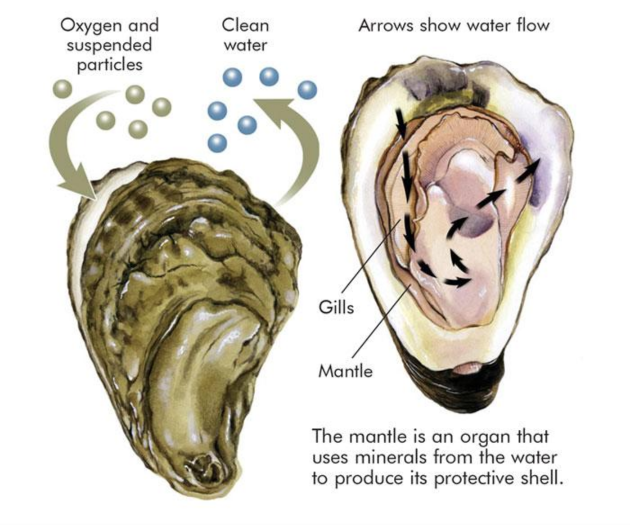 Oxygen and
suspended
particles
Clean
water
Arrows show water flow
Gills
Mantle
The mantle is an organ that
uses minerals from the water
to produce its protective shell.